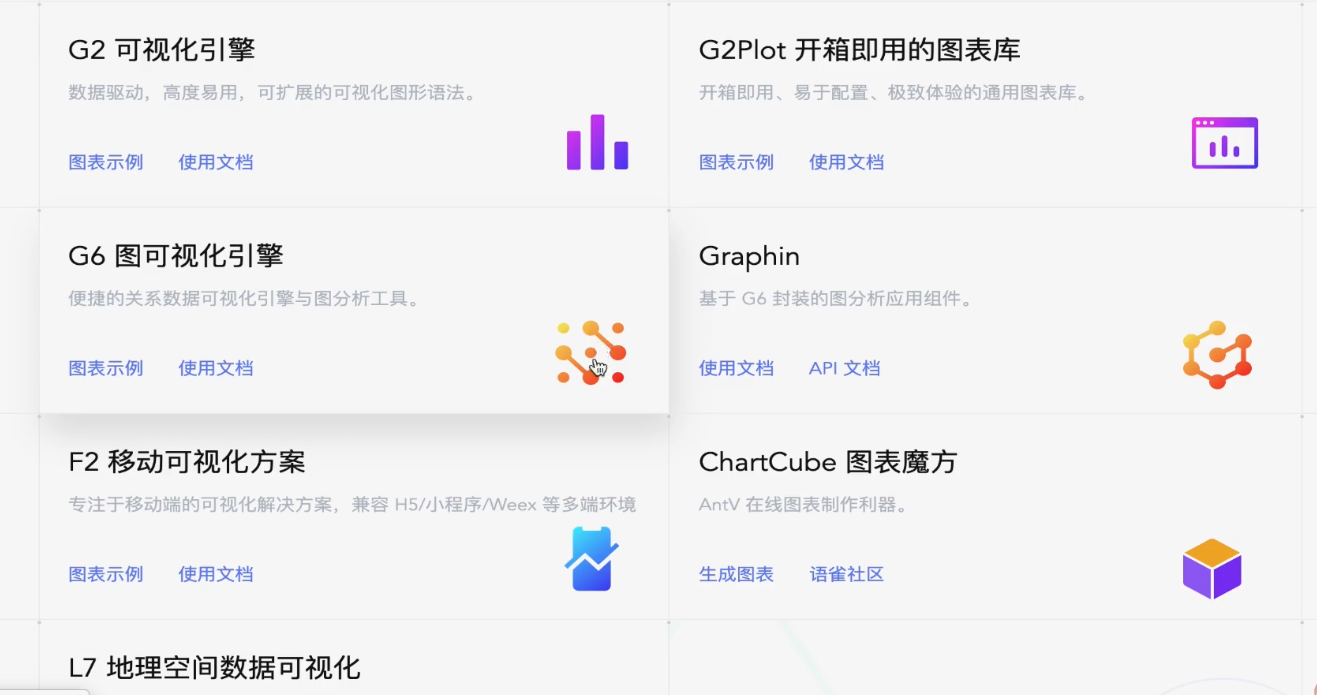 G2 可视化引擎
数据驱动，高度易用，可扩展的可视化图形语法。
图表示例 使用文档
G2Plot 开箱即用的图表库
开箱即用、易于配置、极致体验的通用图表库。
图表示例 使用文档
G6 图可视化引擎
便捷的关系数据可视化引擎与图分析工具。
图表示例 使用文档
Graphin
基于 G6 封装的图分析应用组件。
使用文档 API 文档
F2 移动可视化方案
专注于移动端的可视化解决方案，兼容 H5/小程序/Weex 等多端环境
图表示例 使用文档
ChartCube 图表魔方
AntV 在线图表制作利器。
生成图表 语雀社区
L7 地理空间数据可视化